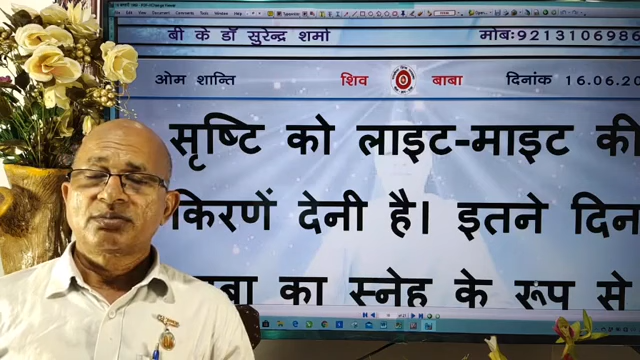 बी के डॉ सुरेन्द्र शर्मा मोबः9213106986
ओम शान्ति शिव बाबा दिनांक 16.06.20
सृष्टि को लाइट-माइट की
किरणें देनी है। इतने दिन
बाबा का स्नेह के रूप से